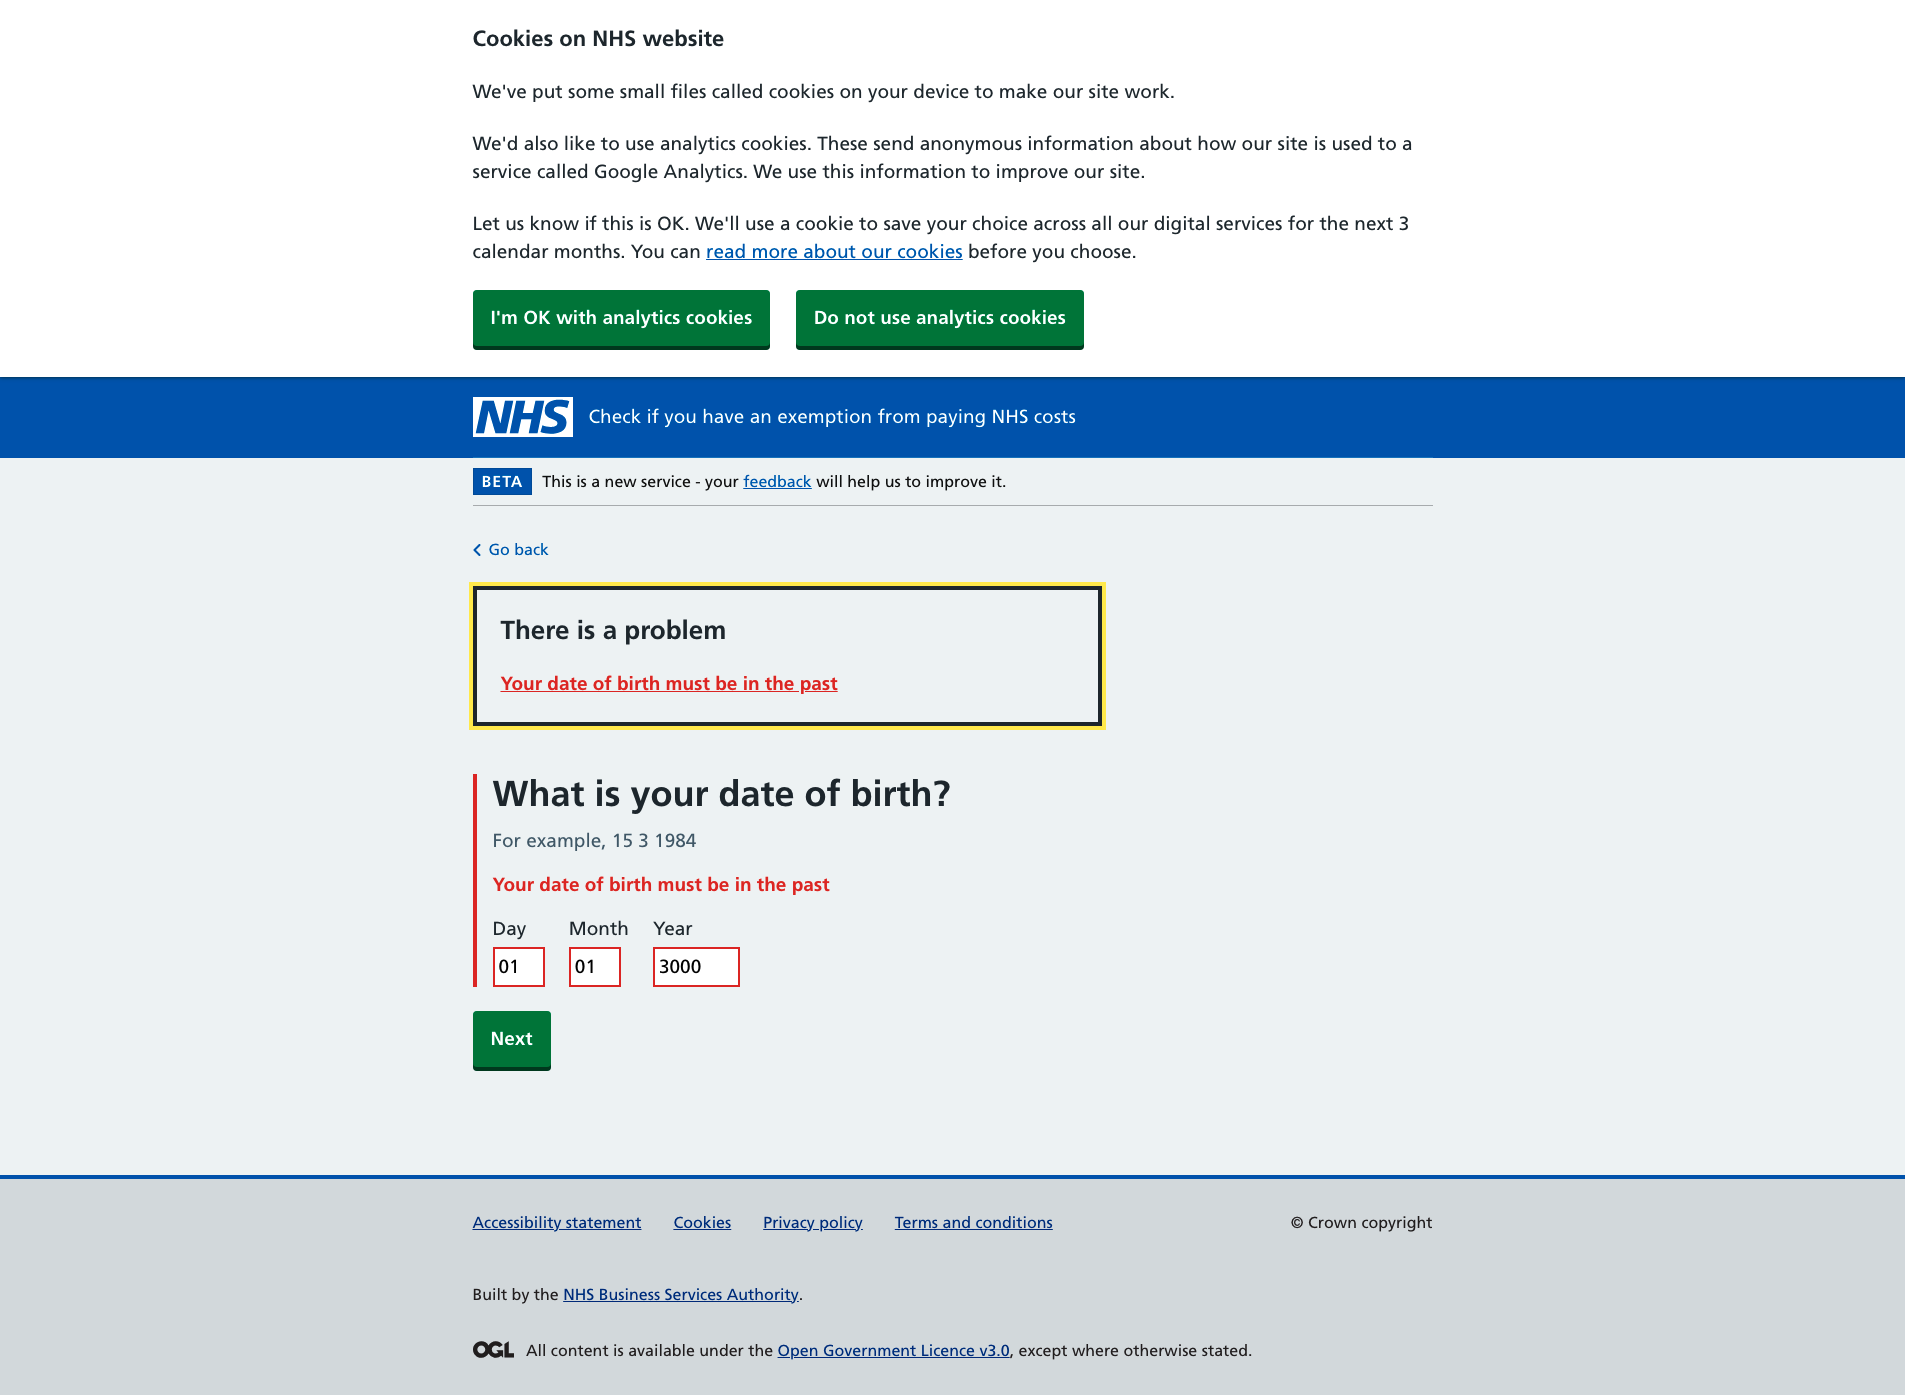 Cookies on NHS website
We've put some small files called cookies on your device to make our site work.
We'd also like to use analytics cookies. These send anonymous information about how our site is used to a
service called Google Analytics. We use this information to improve our site.
Let us know if this is OK. We'll use a cookie to save your choice across all our digital services for the next 3
calendar months. You can read more about our cookies before you choose.
I'm OK with analytics cookies Do not use analytics cookies
NHS Check if you have an exemption from paying NHS costs
BETA This is a new service - your feedback will help us to improve it.
Go back
There is a problem
Your date of birth must be in the past
What is your date of birth?
For example, 15 3 1984
Your date of birth must be in the past
Day Month Year
01 01 3000
Next
Accessibility statement Cookies Privacy policy Terms and conditions © Crown copyright
Built by the NHS Business Services Authority.
OGL All content is available under the Open Government Licence v3.0, except where otherwise stated.